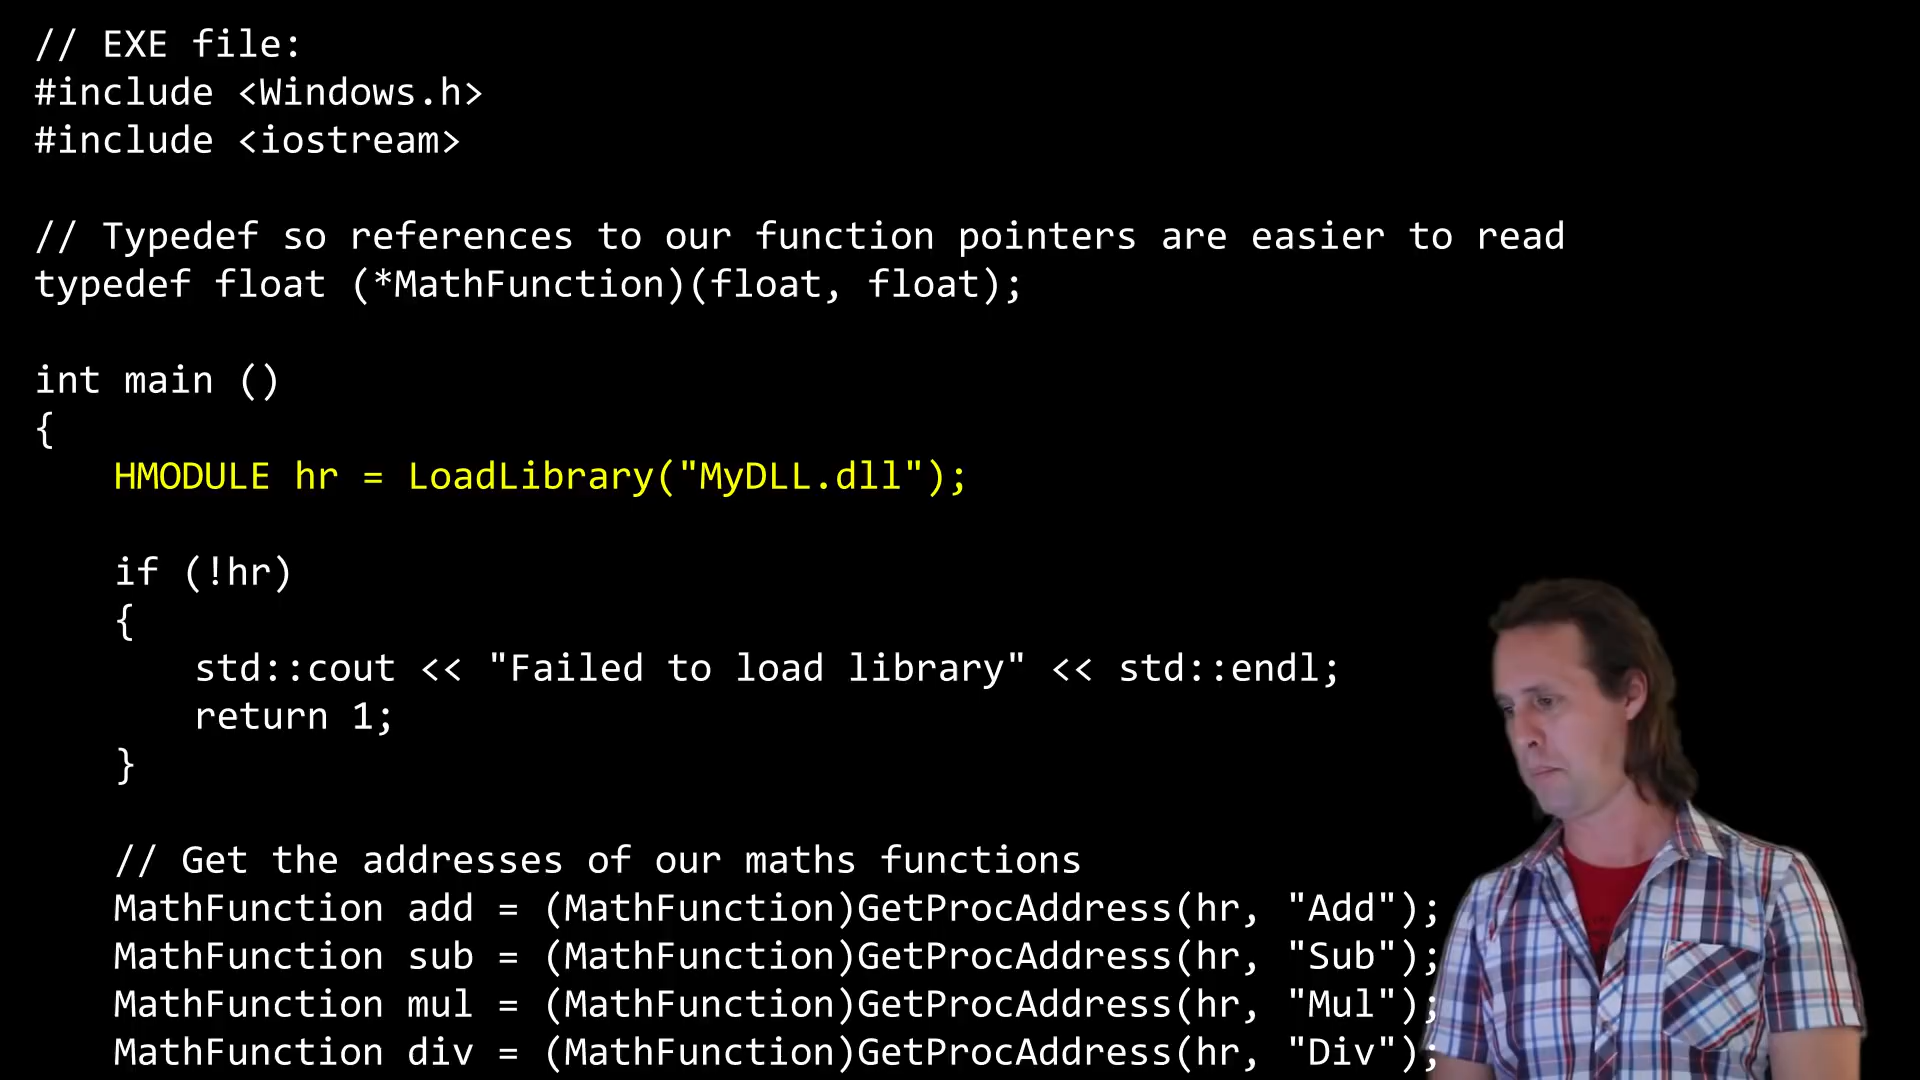 // EXE file:
#include <Windows.h>
#include <iostream>
// Typedef so references to our function pointers are easier to read
typedef float (*MathFunction)(float, float);
int main ()
{
HMODULE hr = LoadLibrary("MyDLL.dll");
if (!hr)
{
std::cout << "Failed to load library" << std::endl;
return 1;
}
// Get the addresses of our maths functions
MathFunction add = (MathFunction)GetProcAddress(hr, "Add");
MathFunction sub = (MathFunction)GetProcAddress(hr, "Sub");
MathFunction mul = (MathFunction)GetProcAddress(hr, "Mul");
MathFunction div = (MathFunction)GetProcAddress(hr, "Div");